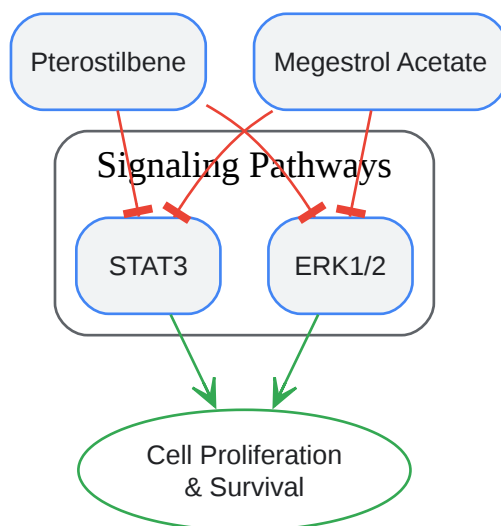 Pterostilbene
Megestrol Acetate
Signaling Pathways
STAT3
ERK1/2
Cell Proliferation
& Survival